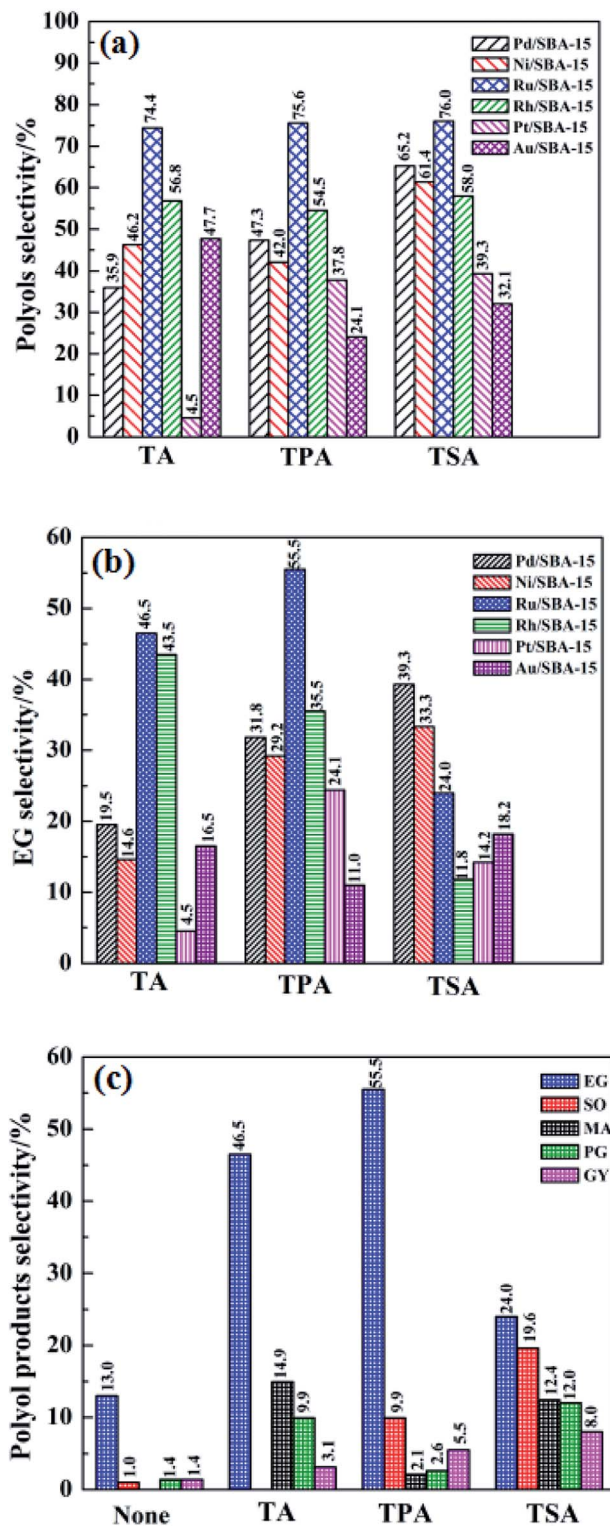 (a)
Polyols selectivity/%
100
90
80
70
60
50
40
30
20
10
0
Pd/SBA-15
Ni/SBA-15
Ru/SBA-15
Rh/SBA-15
Pt/SBA-15
Au/SBA-15
35.9 46.2 74.4 56.8 4.5 47.7
47.3 42.0 75.6 54.5 37.8 24.1
65.2 61.4 76.0 58.0 39.3 32.1
TA TPA TSA
(b)
EG selectivity/%
60
50
40
30
20
10
0
Pd/SBA-15
Ni/SBA-15
Ru/SBA-15
Rh/SBA-15
Pt/SBA-15
Au/SBA-15
19.5 14.6 46.5 43.5 4.5 16.5
31.8 29.2 55.5 35.5 24.1 11.0
39.3 33.3 24.0 11.8 14.2 18.2
TA TPA TSA
(c)
Polyol products selectivity/%
60
50
40
30
20
10
0
EG
SO
MA
PG
GY
13.0 1.0 1.4 1.4
46.5 14.9 9.9 3.1
55.5 9.9 2.1 2.6 5.5
24.0 19.6 12.4 12.0 8.0
None TA TPA TSA